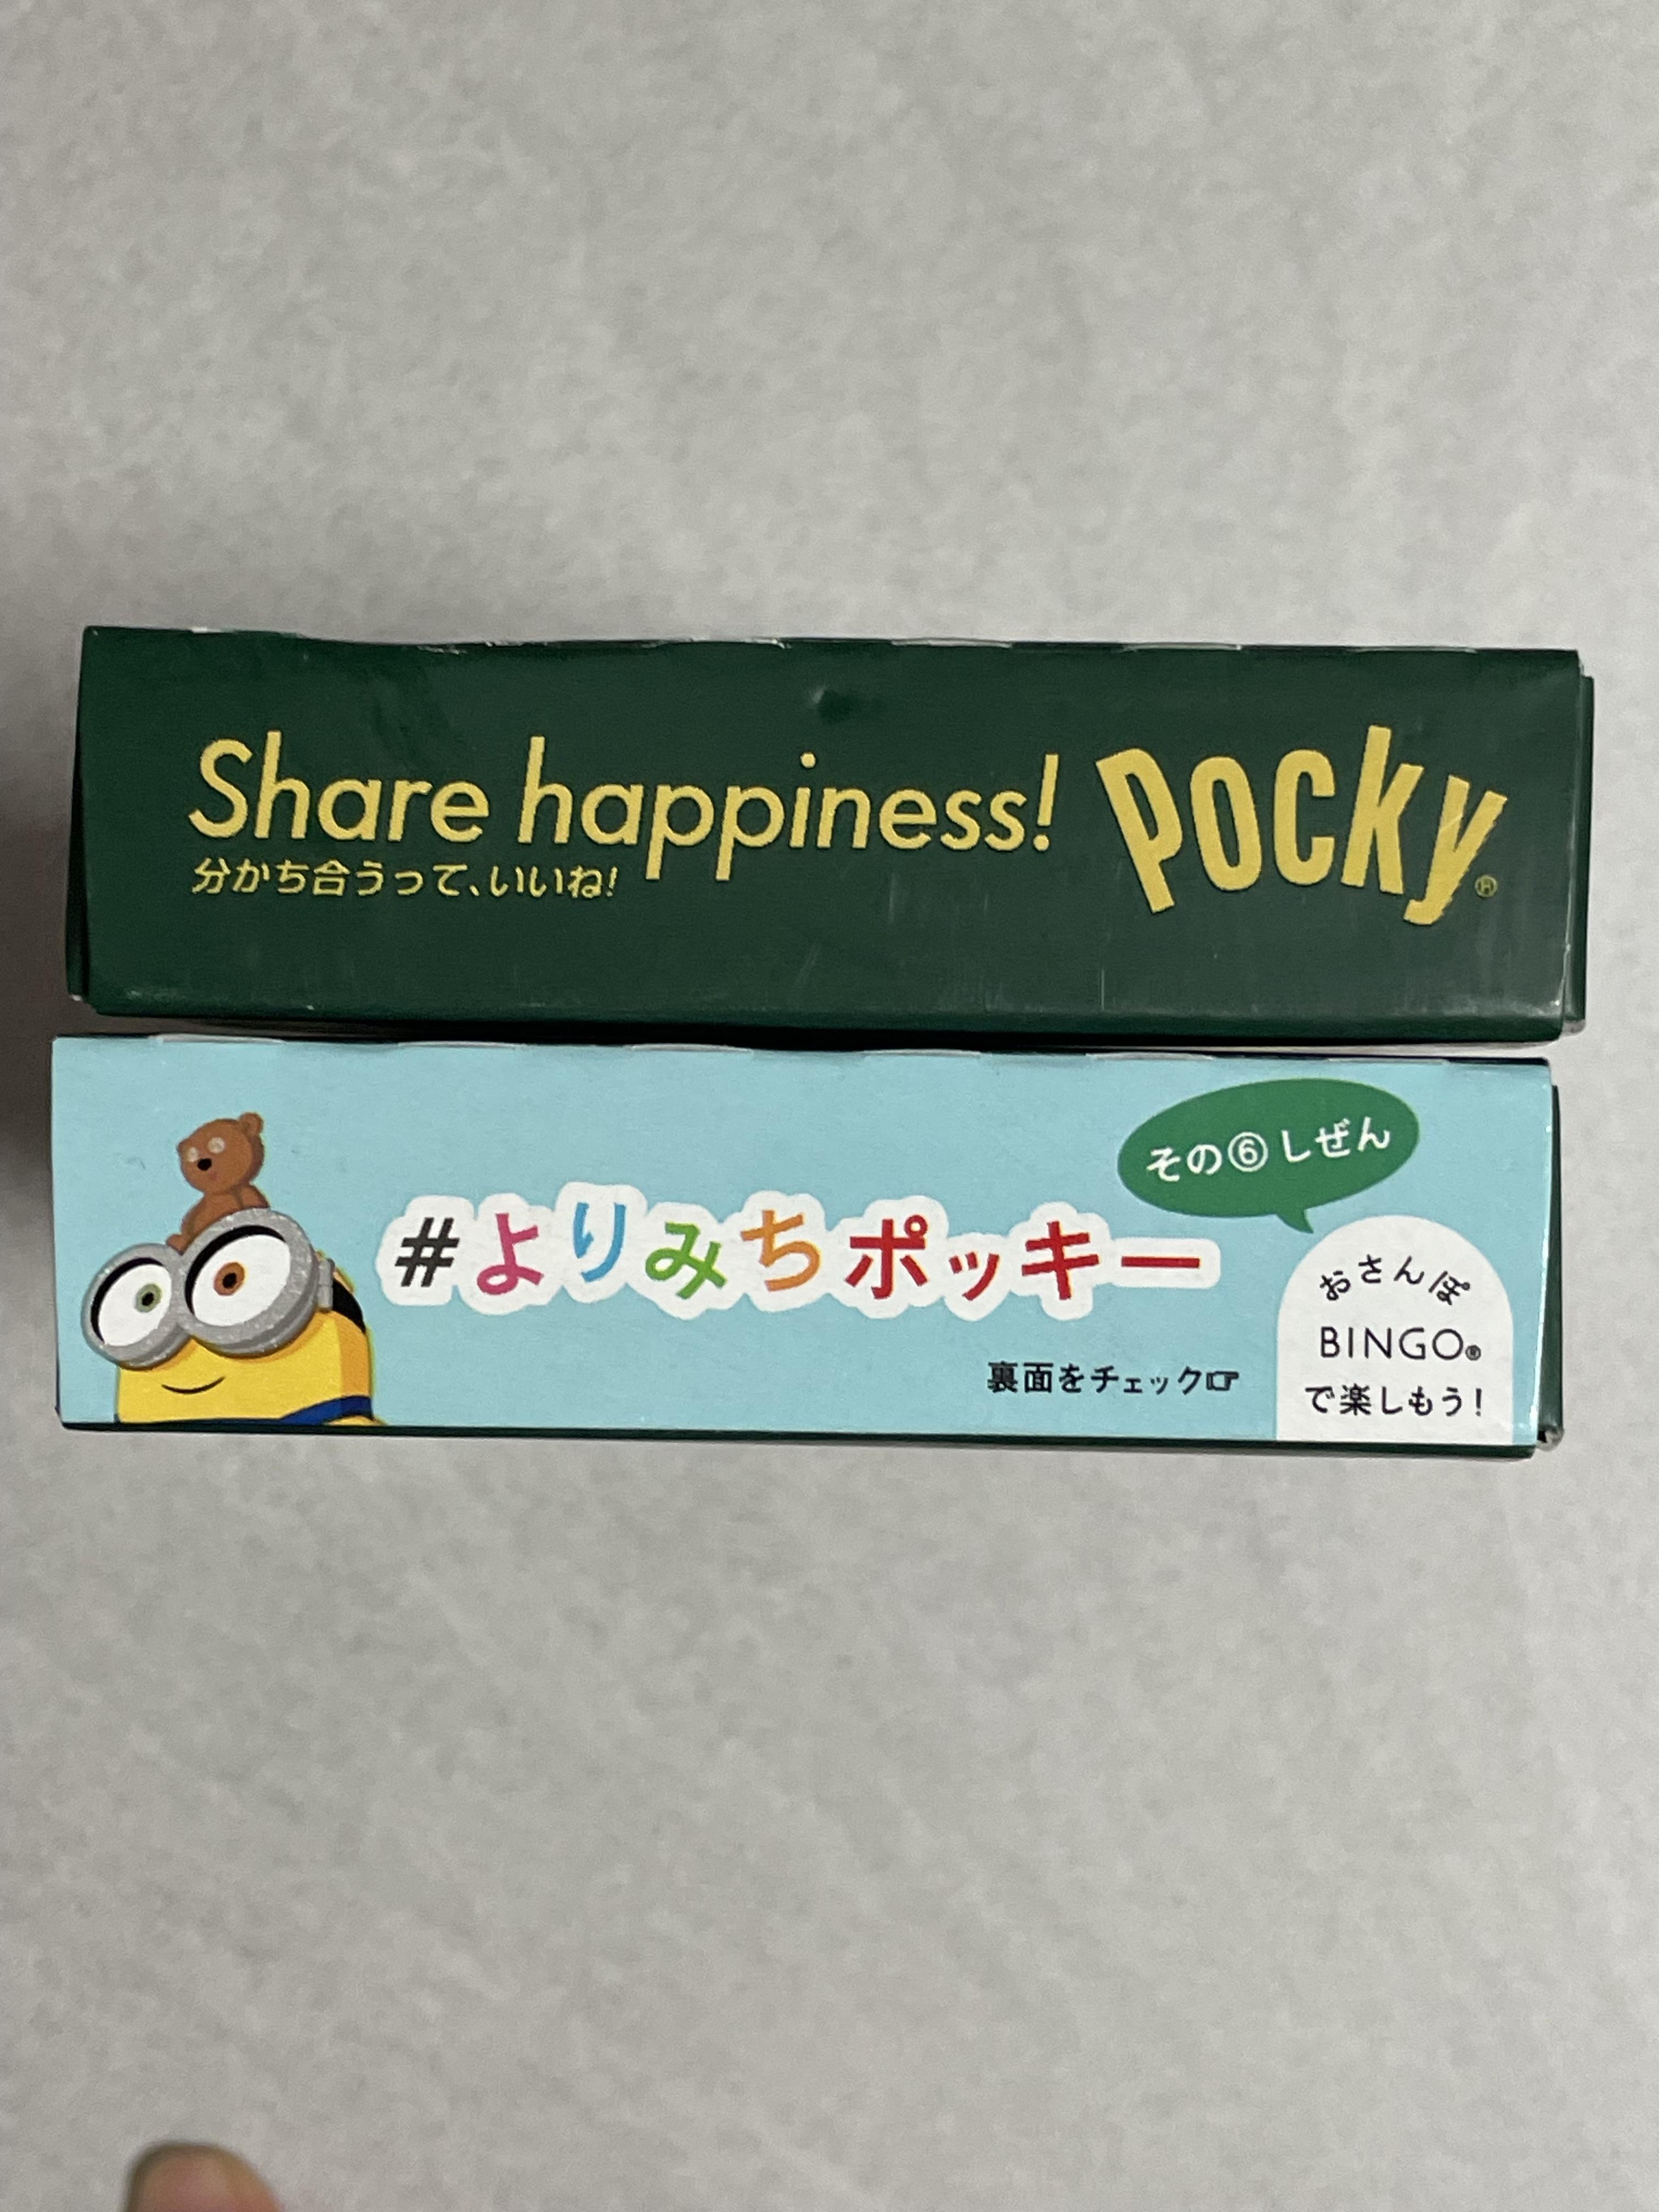 Share happiness! Pocky®
分かち合うって、いいね!
その⑥しぜん
#よりみちポッキー
おさんぽ
BINGO®
で楽しもう!
裏面をチェック☞